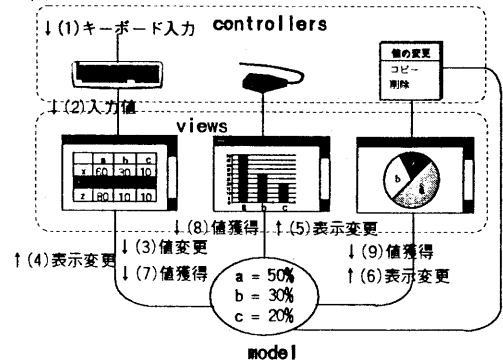 ↓(1)キーボード入力
controllers
値の変更
コピー
削除
↓(2)入力値
views
a b c
x 60 30 10
z 80 10 10
a b c
b
a
↓(8)値獲得 ↑(5)表示変更
↑(4)表示変更
↓(3)値変更
↓(7)値獲得
↓(9)値獲得
↑(6)表示変更
a = 50%
b = 30%
c = 20%
model